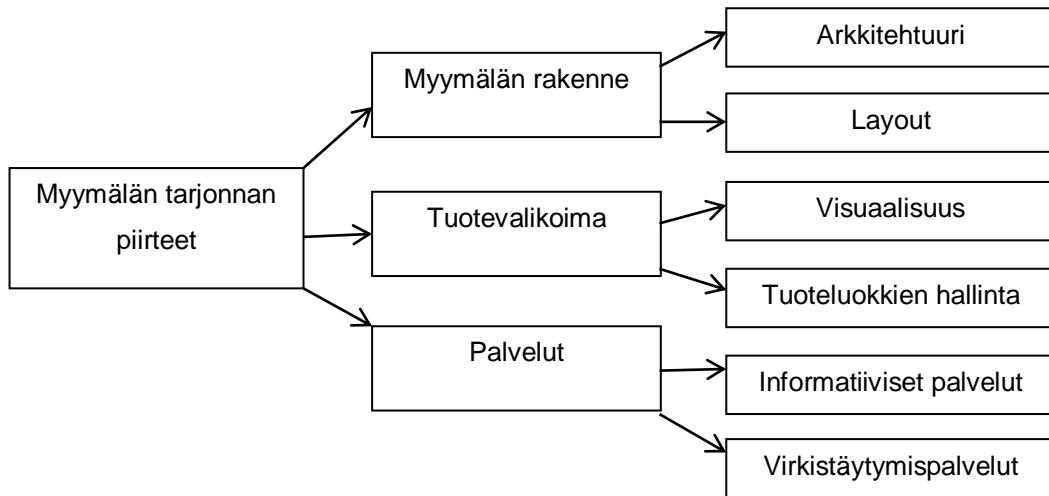 Myymälän tarjonnan
piirteet
Myymälän rakenne
Arkkitehtuuri
Layout
Tuotevalikoima
Visuaalisuus
Tuoteluokkien hallinta
Palvelut
Informatiiviset palvelut
Virkistäytymispalvelut